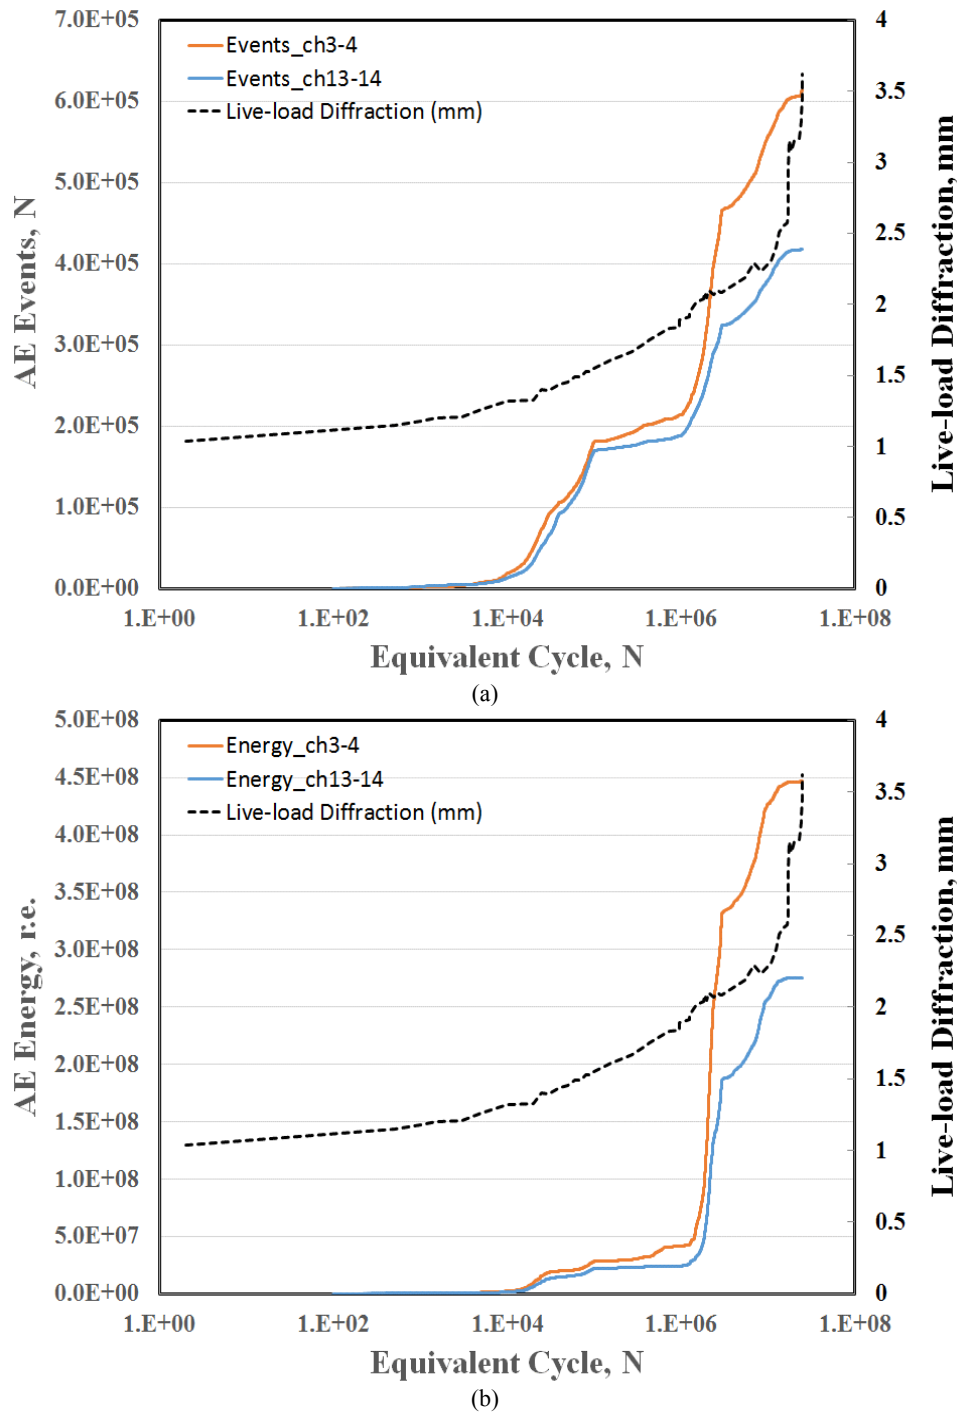 7.0E+05
6.0E+05
5.0E+05
4.0E+05
3.0E+05
2.0E+05
1.0E+05
0.0E+00
AE Events, N
Events_ch3-4
Events_ch13-14
Live-load Diffraction (mm)
4
3.5
3
2.5
2
1.5
1
0.5
0
Live-load Diffraction, mm
1.E+00 1.E+02 1.E+04 1.E+06 1.E+08
Equivalent Cycle, N
(a)
5.0E+08
4.5E+08
4.0E+08
3.5E+08
3.0E+08
2.5E+08
2.0E+08
1.5E+08
1.0E+08
5.0E+07
0.0E+00
AE Energy, r.e.
Energy_ch3-4
Energy_ch13-14
Live-load Diffraction (mm)
4
3.5
3
2.5
2
1.5
1
0.5
0
Live-load Diffraction, mm
1.E+00 1.E+02 1.E+04 1.E+06 1.E+08
Equivalent Cycle, N
(b)